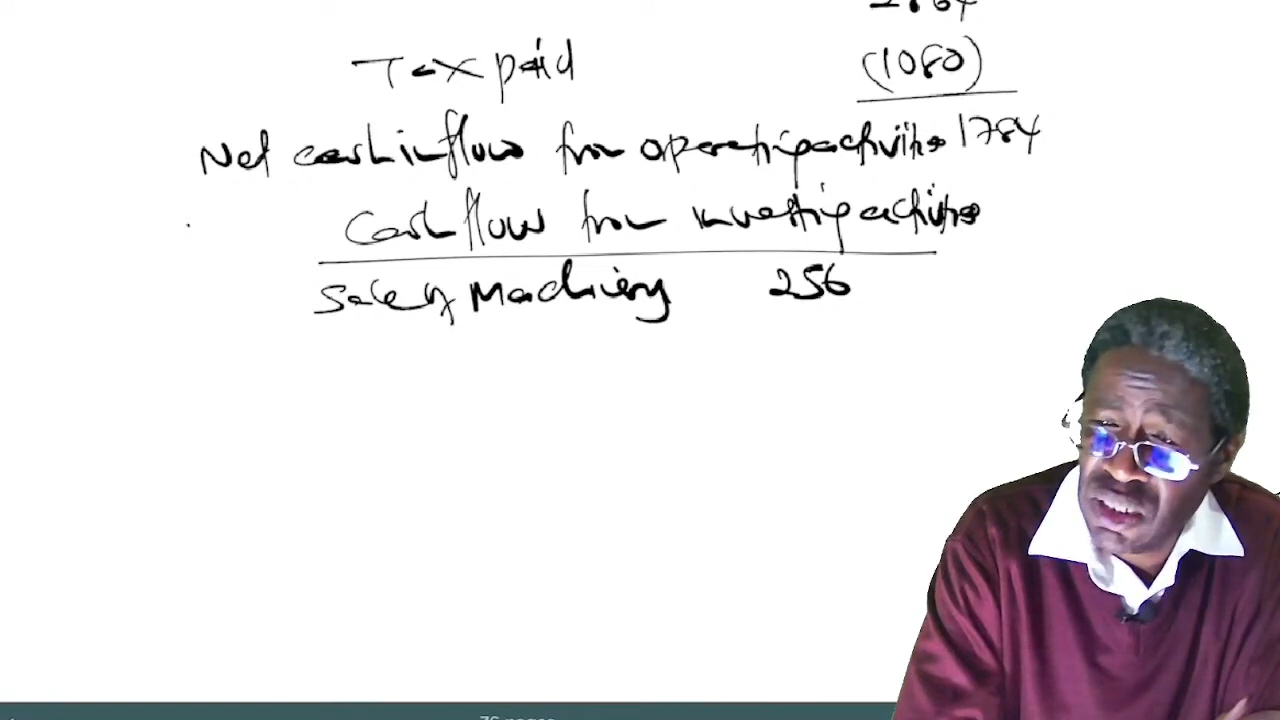 Tax paid (1080)
Net cash inflow from operating activities 1784
Cash flow from investing activities
Sale of Machinery 256